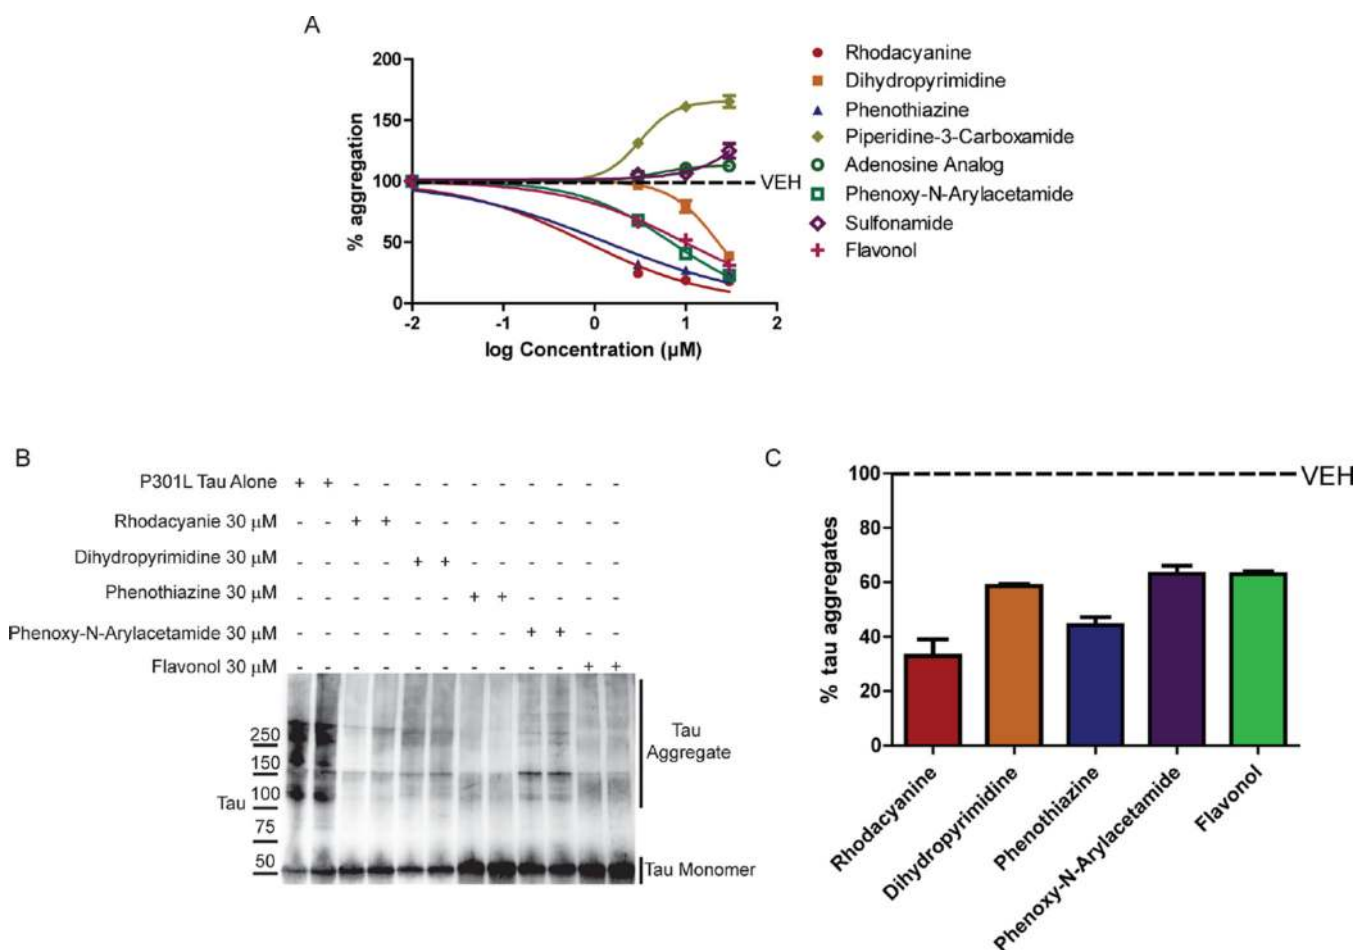 A
200
150
100
50
0
% aggregation
-2
-1
0
1
2
log Concentration (µM)
VEH
Rhodacyanine
Dihydropyrimidine
Phenothiazine
Piperidine-3-Carboxamide
Adenosine Analog
Phenoxy-N-Arylacetamide
Sulfonamide
Flavonol
B
P301L Tau Alone + + - - - - - - - - - -
Rhodacyanie 30 µM - - + + - - - - - - - -
Dihydropyrimidine 30 µM - - - - + + - - - - - -
Phenothiazine 30 µM - - - - - - + + - - - -
Phenoxy-N-Arylacetamide 30 µM - - - - - - - - + + - -
Flavonol 30 µM - - - - - - - - - - + +
250
150
100
75
50
Tau
Tau
Aggregate
Tau Monomer
C
100
80
60
40
20
0
% tau aggregates
VEH
Rhodacyanine
Dihydropyrimidine
Phenothiazine
Phenoxy-N-Arylacetamide
Flavonol